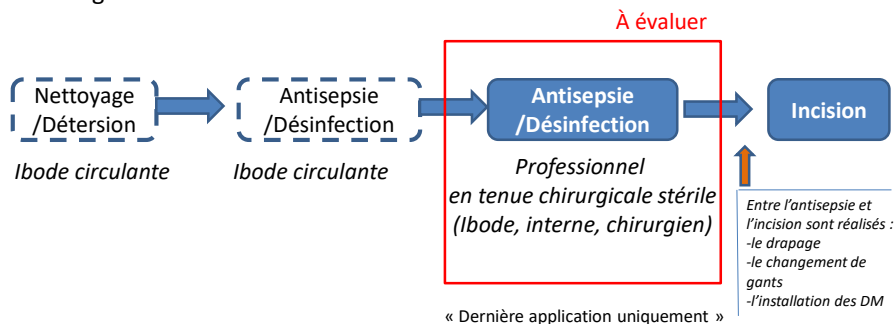 À évaluer
Nettoyage
/Détersion
Antisepsie
/Désinfection
Antisepsie
/Désinfection
Incision
Ibode circulante
Ibode circulante
Professionnel
en tenue chirurgicale stérile
(Ibode, interne, chirurgien)
Entre l'antisepsie et
l'incision sont réalisés :
-le drapage
-le changement de
gants
-l'installation des DM
« Dernière application uniquement »